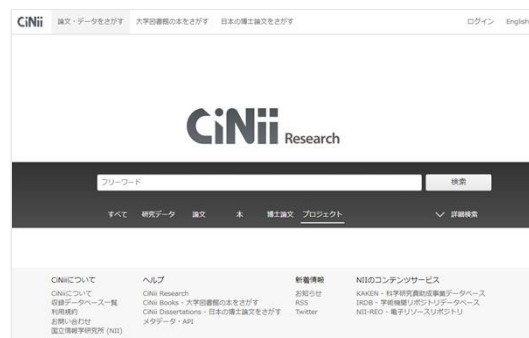 CiNii 論文・データをさがす 大学図書館の本をさがす 日本の博士論文をさがす ログイン English
CiNii Research
フリーワード 検索
すべて 研究データ 論文 本 博士論文 プロジェクト 詳細検索
CiNiiについて ヘルプ 新着情報 NIIのコンテンツサービス
CiNiiについて CiNii Research お知らせ KAKEN - 科学研究費助成事業データベース
収録データベース一覧 CiNii Books - 大学図書館の本をさがす RSS IRDB - 学術機関リポジトリデータベース
利用規約 CiNii Dissertations - 日本の博士論文をさがす Twitter NII-REO - 電子リソースリポジトリ
お問い合わせ メタデータ・API
国立情報学研究所 (NII)